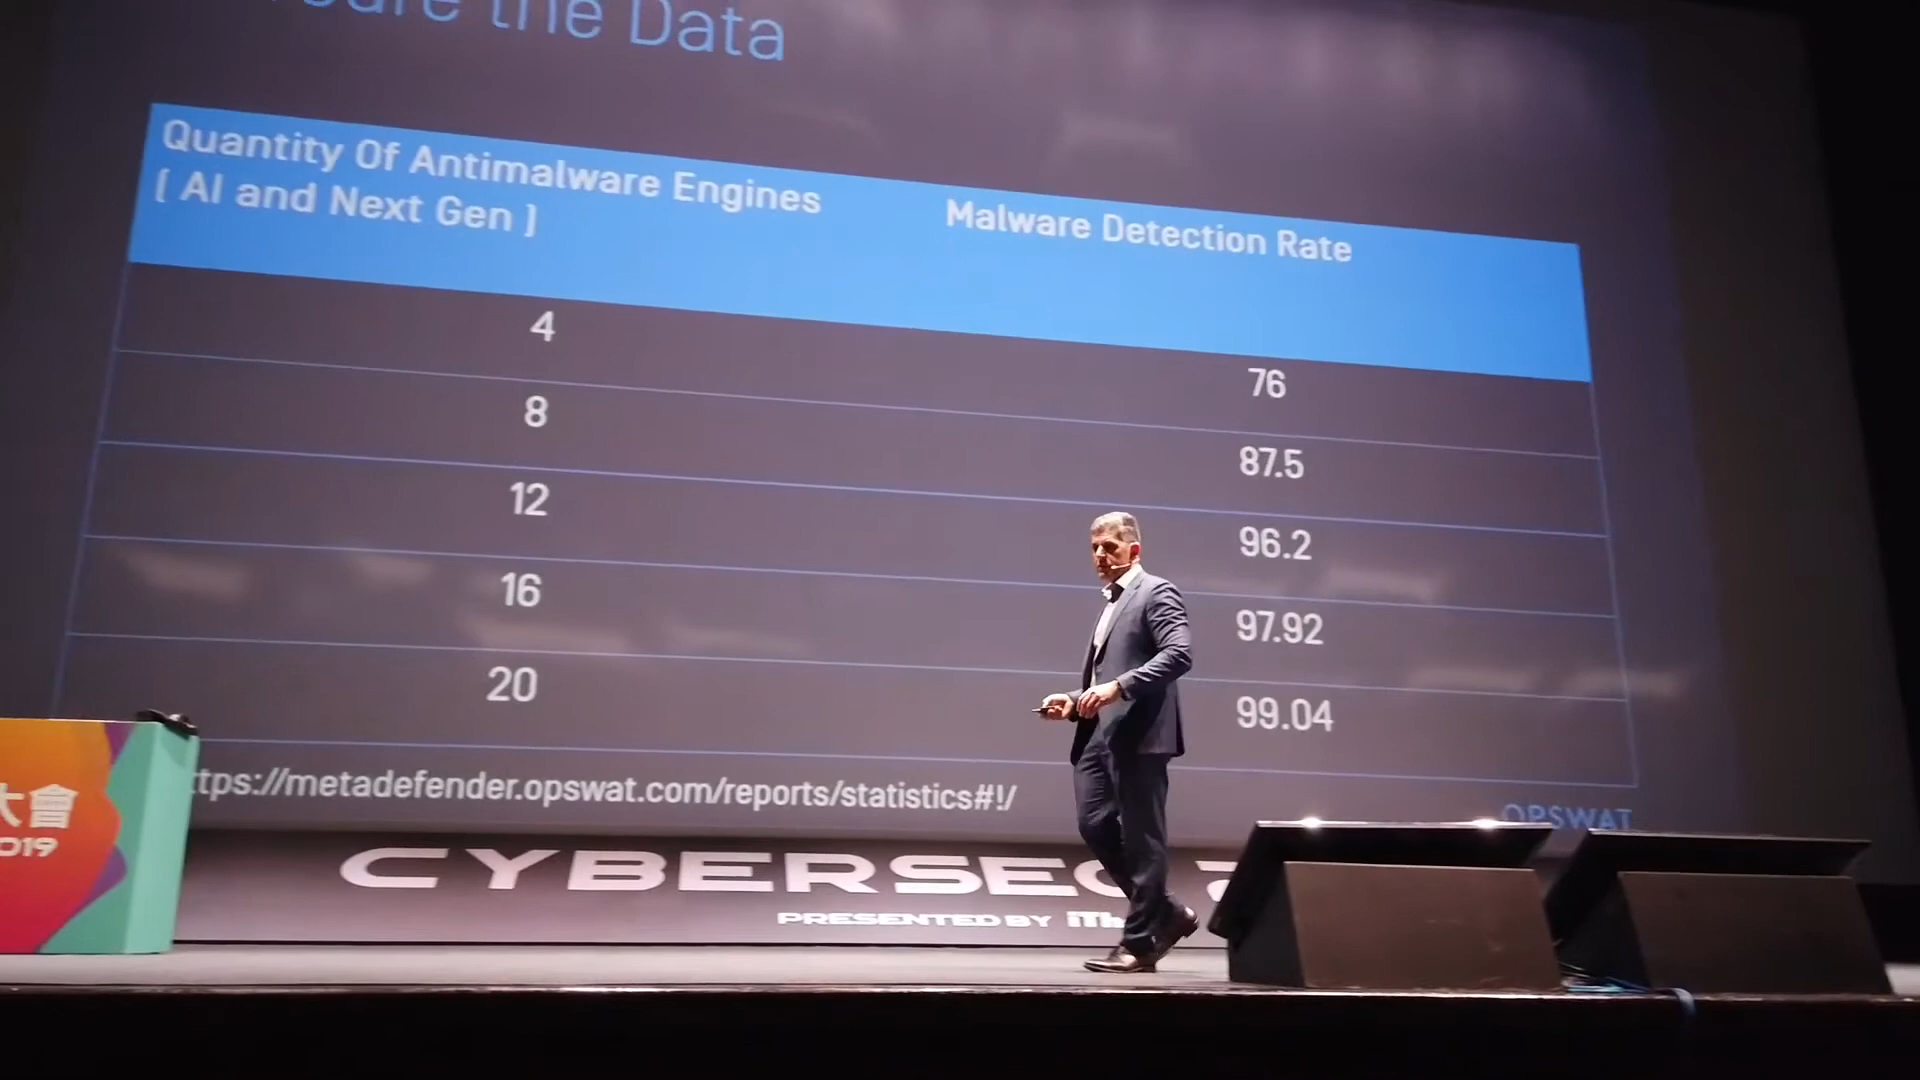 the Data
Quantity Of Antimalware Engines
[ AI and Next Gen ]
Malware Detection Rate
4
76
8
87.5
12
96.2
16
97.92
20
99.04
ttps://metadefender.opswat.com/reports/statistics#!/
OPSWAT
大會
2019
CYBERSEC
PRESENTED BY iTh